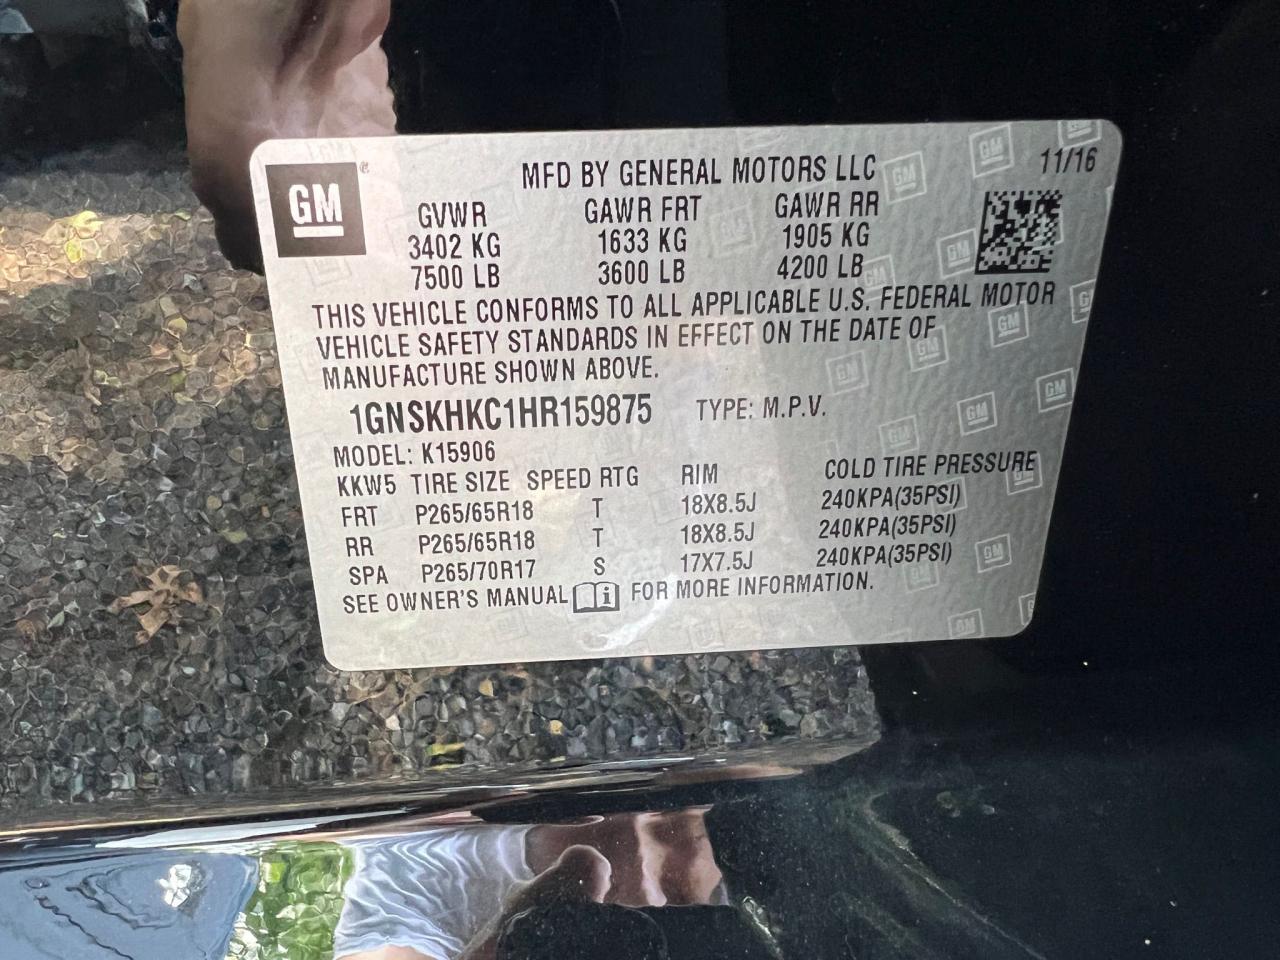 GM
MFD BY GENERAL MOTORS LLC 11/16
GVWR GAWR FRT GAWR RR
3402 KG 1633 KG 1905 KG
7500 LB 3600 LB 4200 LB
THIS VEHICLE CONFORMS TO ALL APPLICABLE U.S. FEDERAL MOTOR
VEHICLE SAFETY STANDARDS IN EFFECT ON THE DATE OF
MANUFACTURE SHOWN ABOVE.
1GNSKHKC1HR159875 TYPE: M.P.V.
MODEL: K15906
KKW5 TIRE SIZE SPEED RTG RIM COLD TIRE PRESSURE
FRT P265/65R18 T 18X8.5J 240KPA(35PSI)
RR P265/65R18 T 18X8.5J 240KPA(35PSI)
SPA P265/70R17 S 17X7.5J 240KPA(35PSI)
SEE OWNER'S MANUAL i FOR MORE INFORMATION.